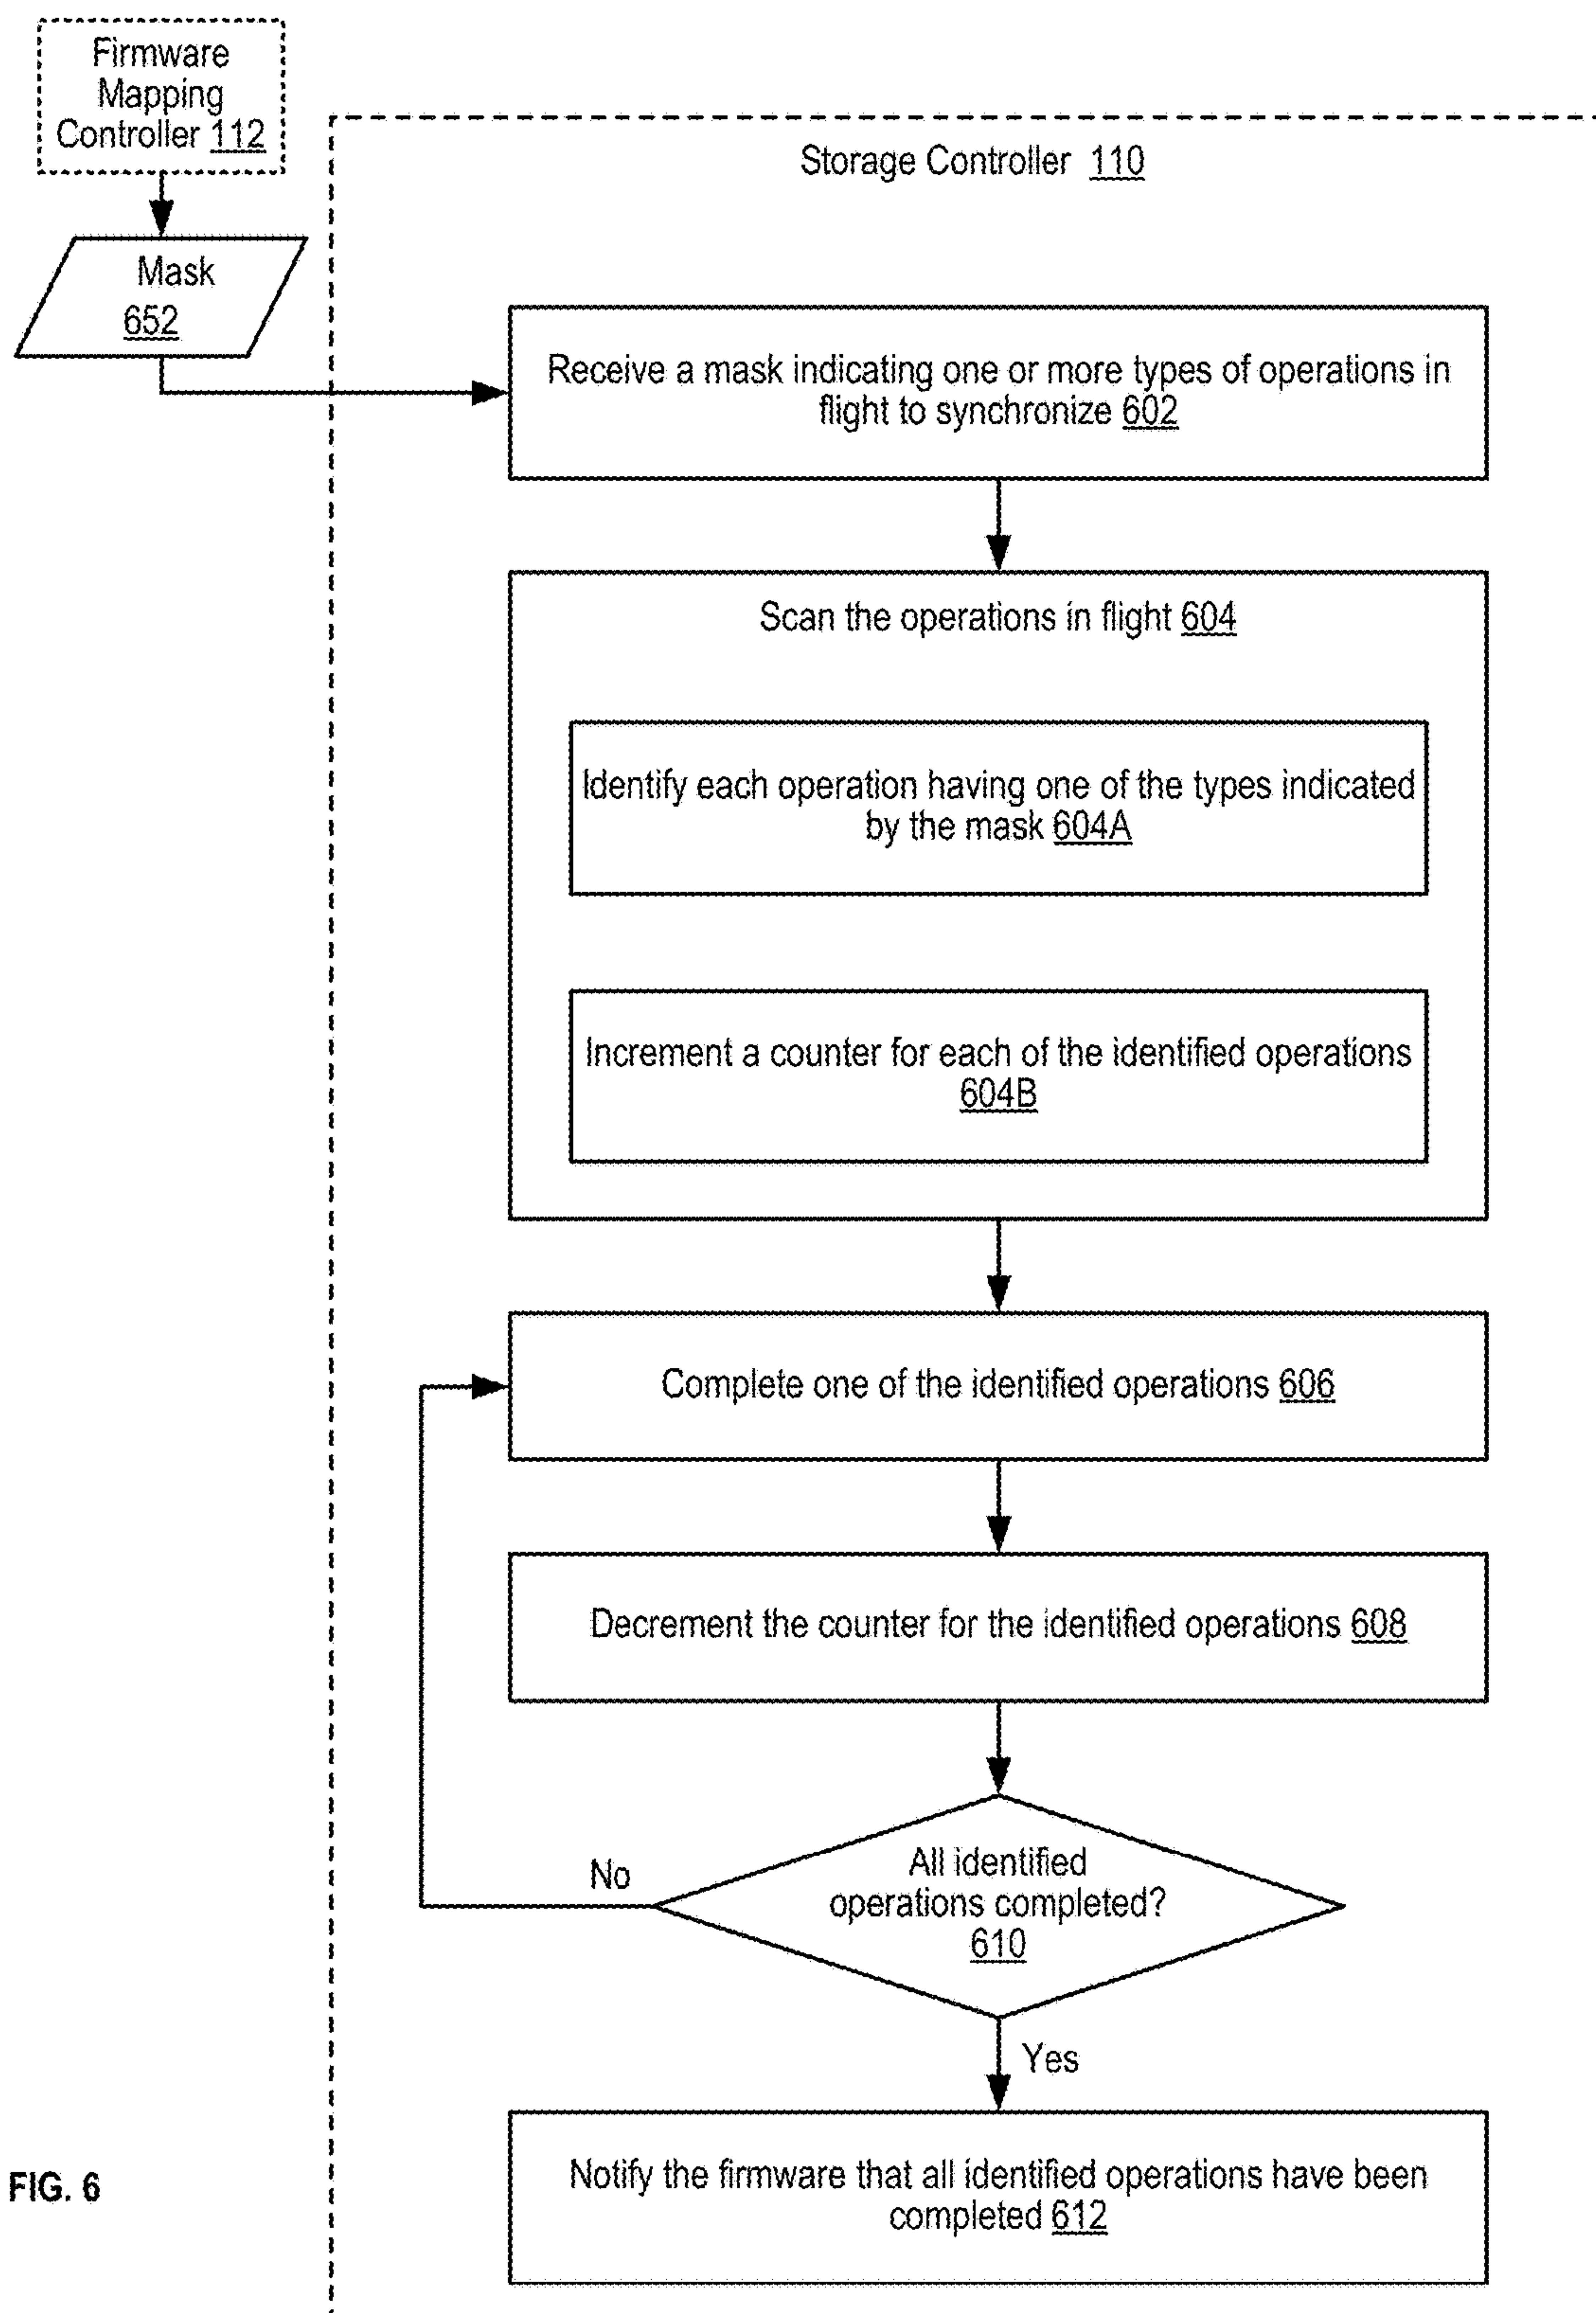 Firmware
Mapping
Controller 112
Storage Controller 110
Mask
652
Receive a mask indicating one or more types of operations in
flight to synchronize 602
Scan the operations in flight 604
Identify each operation having one of the types indicated
by the mask 604A
Increment a counter for each of the identified operations
604B
Complete one of the identified operations 606
Decrement the counter for the identified operations 608
All identified
operations completed?
610
No
Yes
Notify the firmware that all identified operations have been
completed 612
FIG. 6